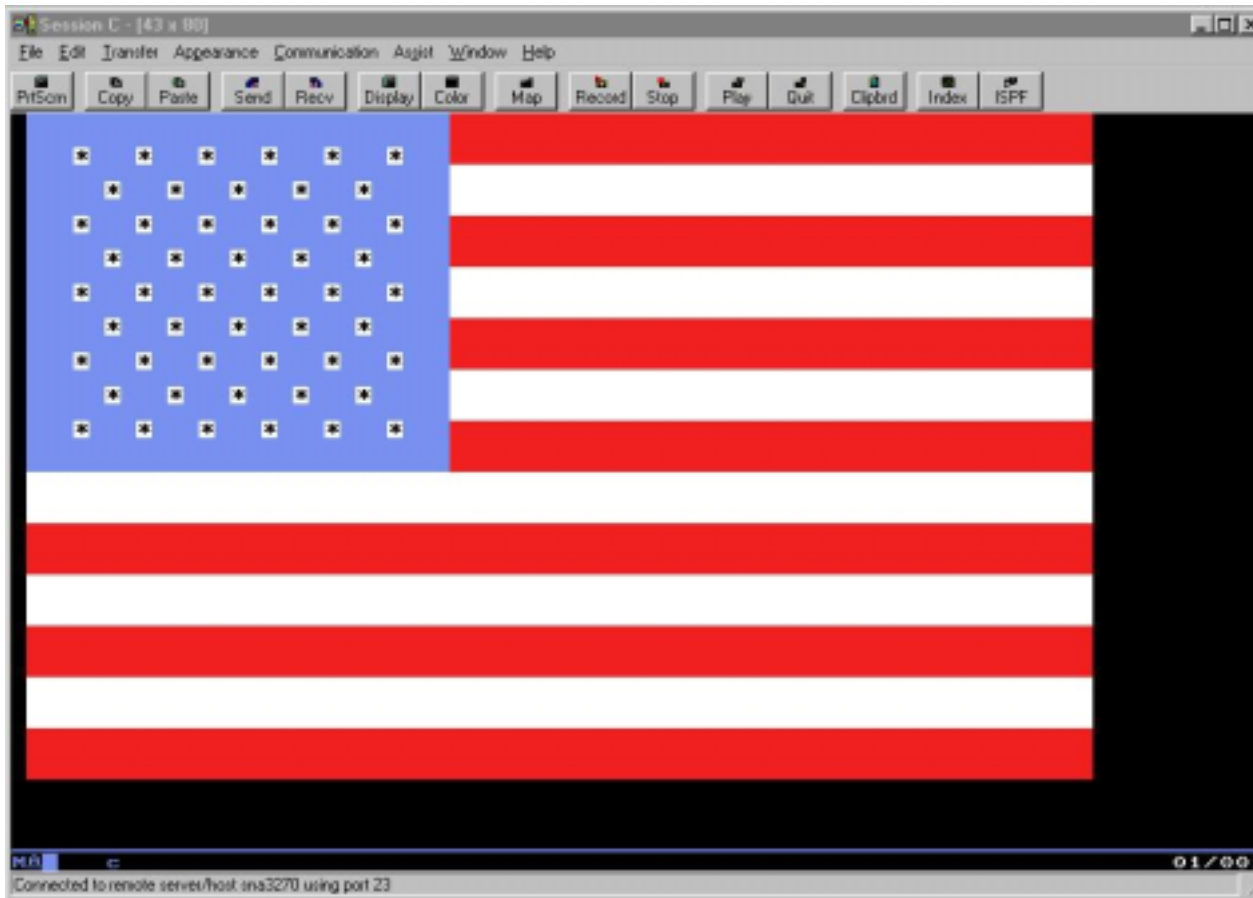 Session C - [43 x 80]
File Edit Transfer Appearance Communication Assist Window Help
PrtScrn Copy Paste Send Recv Display Color Map Record Stop Play Quit Clipbrd Index ISPF
* * * * * *
* * * * *
* * * * * *
* * * * *
* * * * * *
* * * * *
* * * * * *
* * * * *
* * * * * *
MA c 01/00
Connected to remote server/host sna3270 using port 23